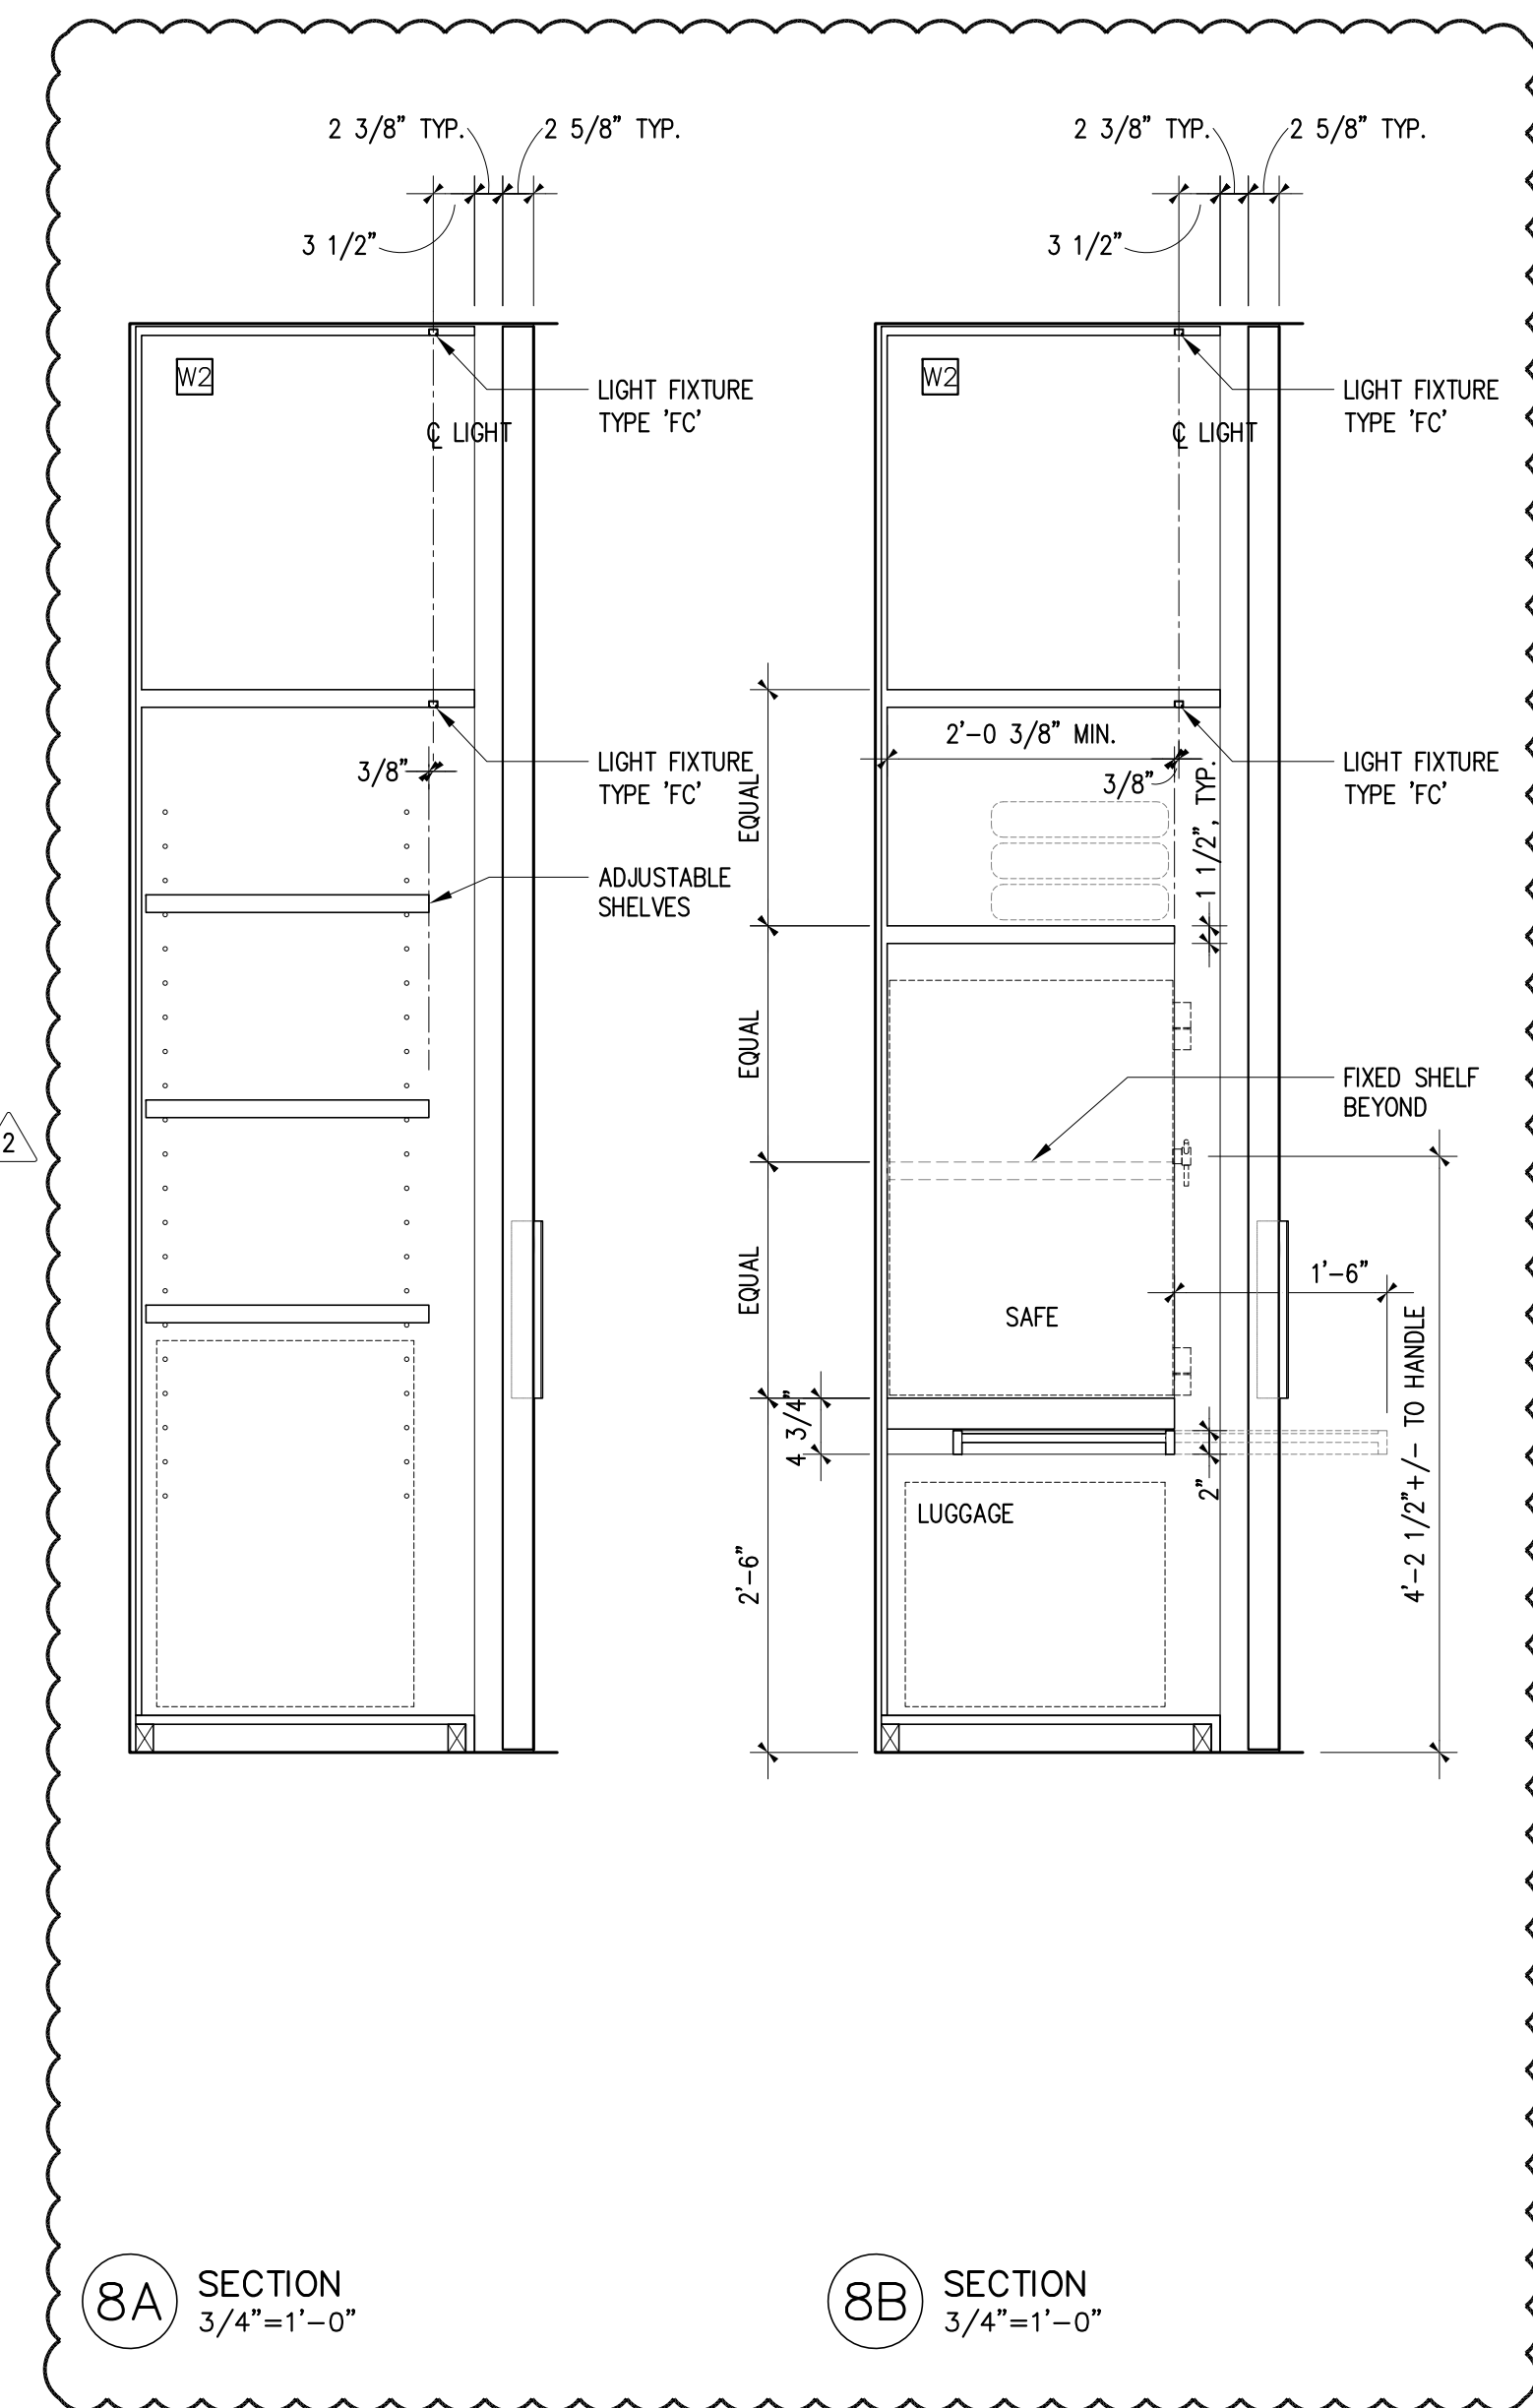 2 3/8" TYP.
2 5/8" TYP.
3 1/2"
W2
LIGHT FIXTURE
TYPE 'FC'
℄ LIGHT
LIGHT FIXTURE
TYPE 'FC'
3/8"
ADJUSTABLE
SHELVES
2
8A
SECTION
3/4"=1'-0"
2 3/8" TYP.
2 5/8" TYP.
3 1/2"
W2
LIGHT FIXTURE
TYPE 'FC'
℄ LIGHT
2'-0 3/8" MIN.
LIGHT FIXTURE
TYPE 'FC'
3/8"
1 1/2", TYP.
EQUAL
EQUAL
EQUAL
FIXED SHELF
BEYOND
1'-6"
SAFE
4 3/4"
2"
LUGGAGE
2'-6"
4'-2 1/2"+/- TO HANDLE
8B
SECTION
3/4"=1'-0"